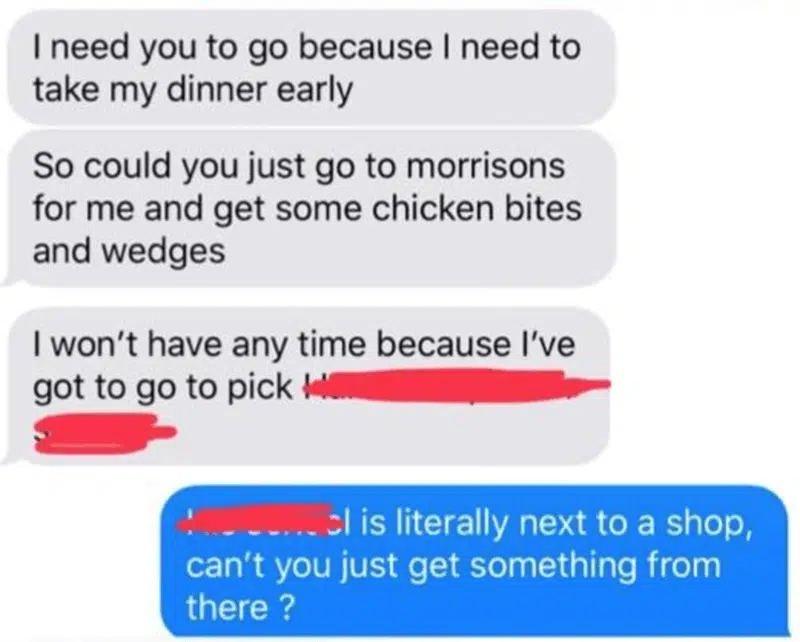 I need you to go because I need to
take my dinner early
So could you just go to morrisons
for me and get some chicken bites
and wedges
I won't have any time because I've
got to go to pick
is literally next to a shop,
can't you just get something from
there ?